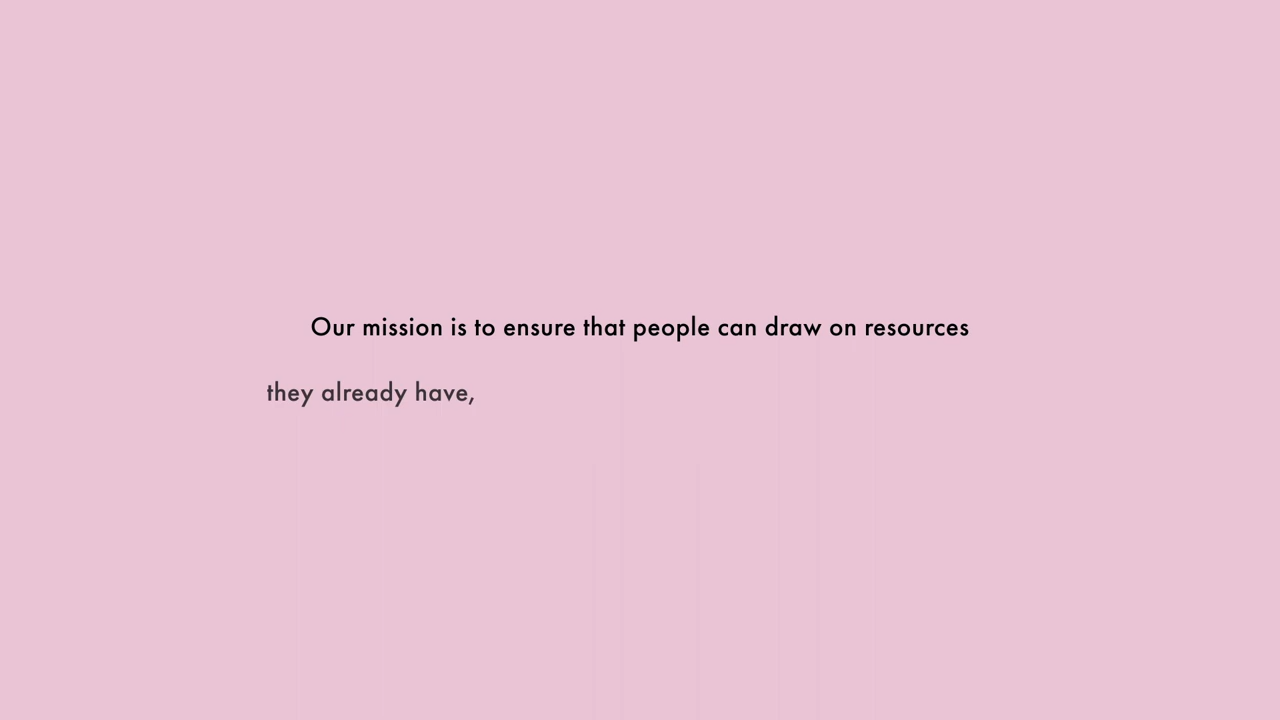 Our mission is to ensure that people can draw on resources
they already have,